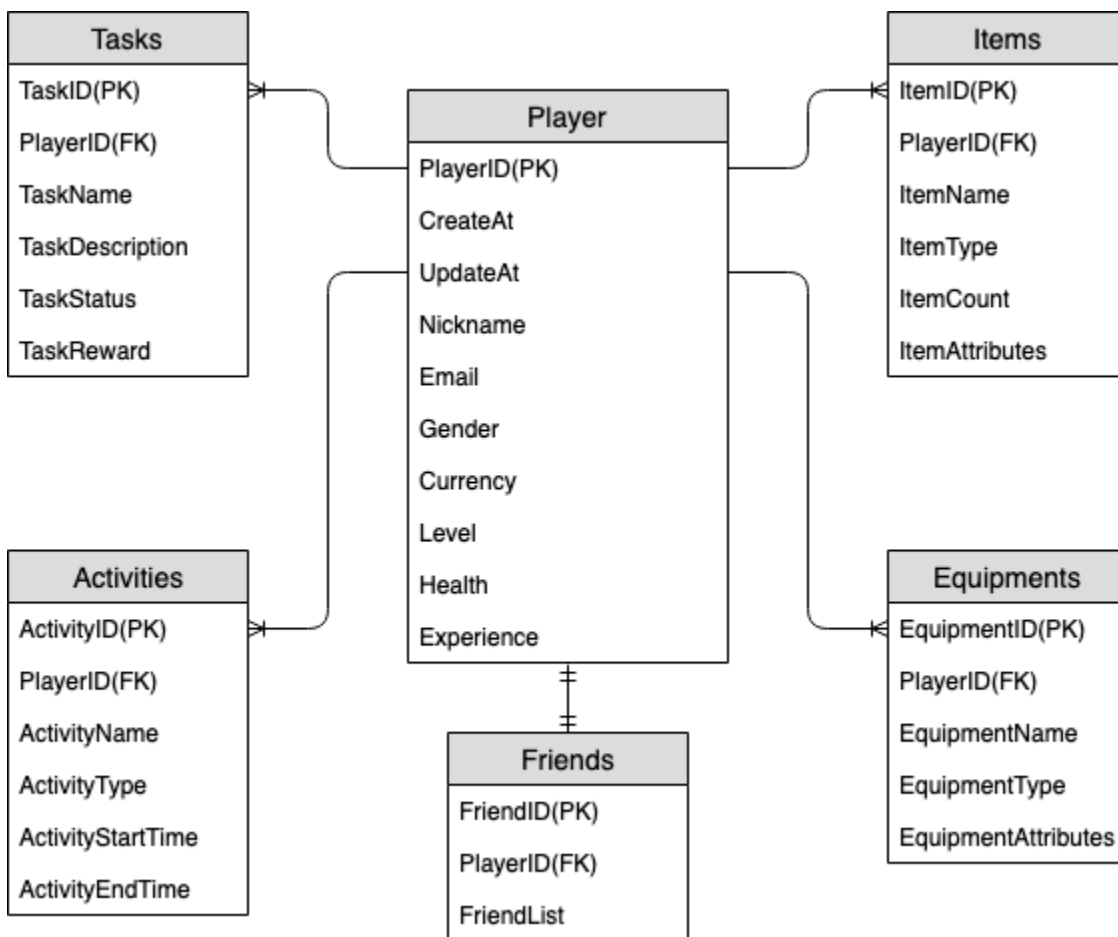 Tasks
TaskID(PK)
PlayerID(FK)
TaskName
TaskDescription
TaskStatus
TaskReward
Player
PlayerID(PK)
CreateAt
UpdateAt
Nickname
Email
Gender
Currency
Level
Health
Experience
Items
ItemID(PK)
PlayerID(FK)
ItemName
ItemType
ItemCount
ItemAttributes
Activities
ActivityID(PK)
PlayerID(FK)
ActivityName
ActivityType
ActivityStartTime
ActivityEndTime
Friends
FriendID(PK)
PlayerID(FK)
FriendList
Equipments
EquipmentID(PK)
PlayerID(FK)
EquipmentName
EquipmentType
EquipmentAttributes